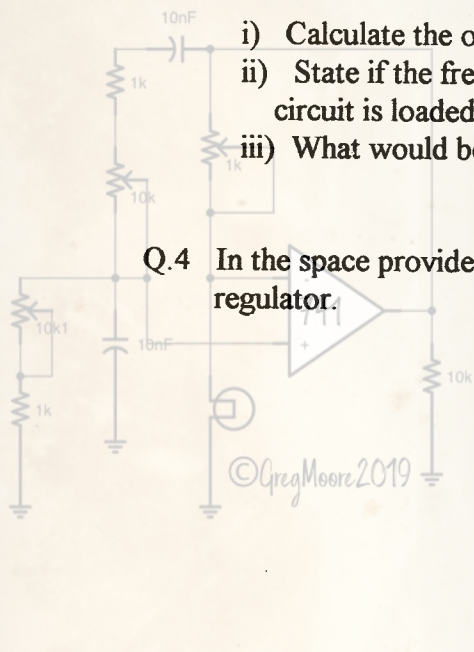 10nF
i) Calculate the o
1k
ii) State if the fre
circuit is loaded
1k
iii) What would b
10k
Q.4 In the space provide
regulator.
741
10k1
10nF
+
10k
1k
©GregMoore2019